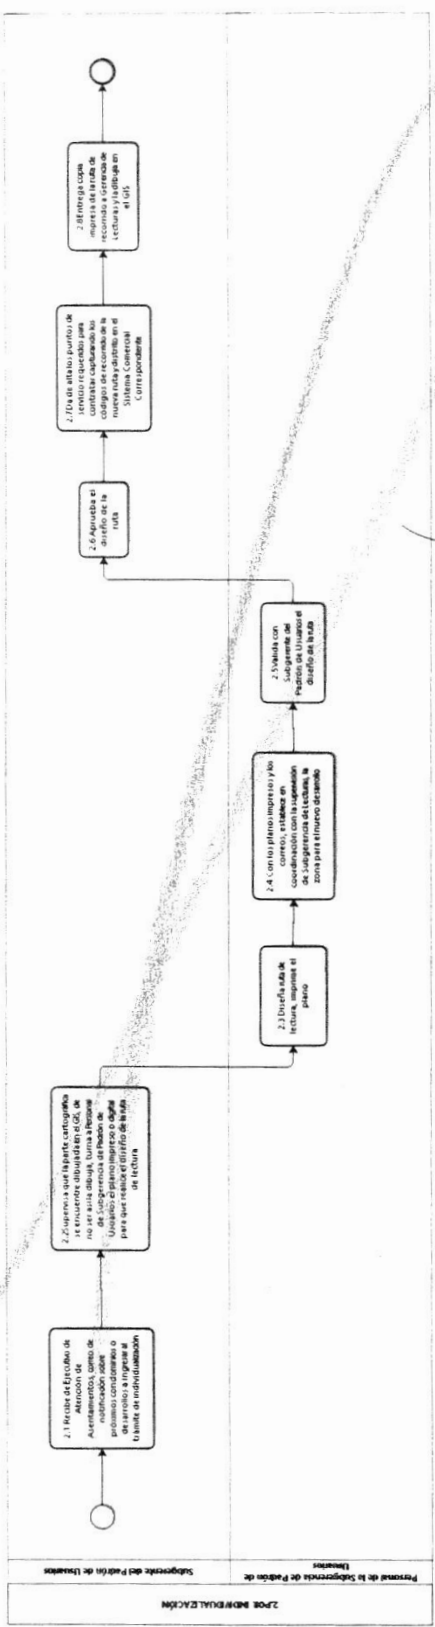 2.POR INDIVIDUALIZACIÓN
Subgerente del Padrón de Usuarios
Personal de la Subgerencia de Padrón de
Usuarios
2.1 Recibe de Ejecutivo de
Atención de
Asentamientos, correo de
notificación sobre
próximos condominios o
desarrollos a ingresar al
trámite de individualización
2.2 Supervisa que la parte cartográfica
se encuentre dibujada en el GIS, de
no ser así la dibuja, turna a Personal
de Subgerencia de Padrón de
Usuarios el plano impreso o digital
para que realice el diseño de la ruta
de lectura
2.3 Diseña ruta de
lectura, imprime el
plano
2.4 Con los planos impresos y los
correos, establece en
coordinación con la supervisión
de Subgerencia de Lecturas, la
zona para el nuevo desarrollo
2.5 Valida con
Subgerente del
Padrón de Usuarios el
diseño de la ruta
2.6 Aprueba el
diseño de la
ruta
2.7 Da de alta los puntos de
servicio requeridos para
contratar capturando los
códigos de recorrido de la
nueva ruta y distrito en el
Sistema Comercial
Correspondiente
2.8 Entrega copia
impresa de la ruta de
recorrido a Gerencia de
Lecturas y la dibuja en
el GIS